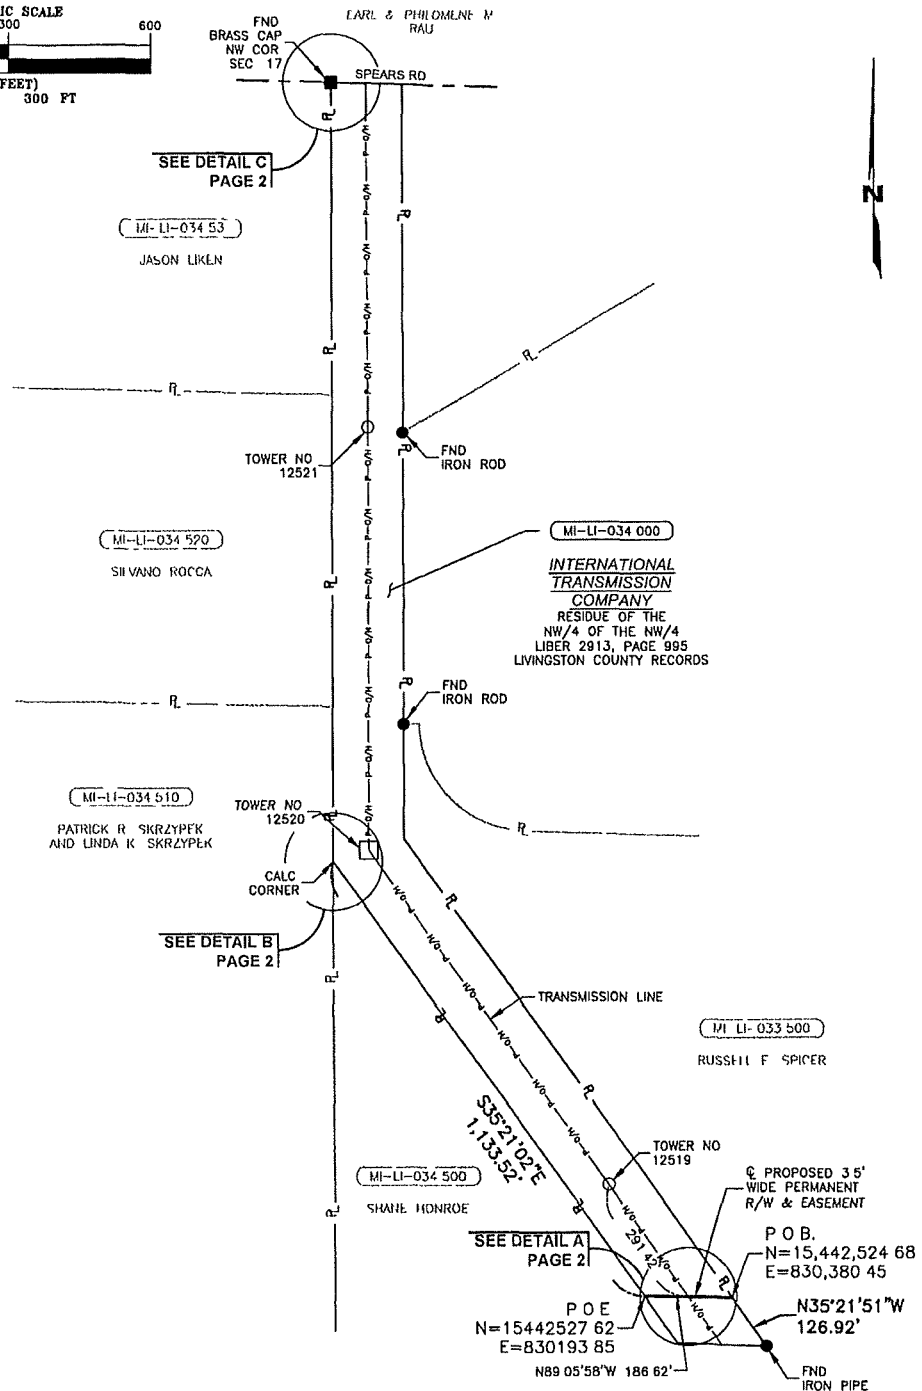 IC SCALE
300
600
FEET)
300 FT
EARL & PHILOMENE M
RAU
FND
BRASS CAP
NW COR
SEC 17
SPEARS RD
SEE DETAIL C
PAGE 2
N
MI-LI-034 53
JASON LIKEN
TOWER NO
12521
FND
IRON ROD
MI-LI-034 520
SILVANO ROCCA
MI-LI-034 000
INTERNATIONAL
TRANSMISSION
COMPANY
RESIDUE OF THE
NW/4 OF THE NW/4
LIBER 2913, PAGE 995
LIVINGSTON COUNTY RECORDS
FND
IRON ROD
MI-LI-034 510
PATRICK R SKRZYPEK
AND LINDA K SKRZYPEK
TOWER NO
12520
CALC
CORNER
SEE DETAIL B
PAGE 2
TRANSMISSION LINE
MI LI-033 500
RUSSELL F SPICER
S35°21'02"E
1,133.52'
TOWER NO
12519
MI-LI-034 500
SHANE MONROE
℄ PROPOSED 3 5'
WIDE PERMANENT
R/W & EASEMENT
291 42'
SEE DETAIL A
PAGE 2
P O B.
N=15,442,524 68
E=830,380 45
P O E
N=15442527 62
E=830193 85
N35°21'51"W
126.92'
N89 05'58"W 186 62'
FND
IRON PIPE